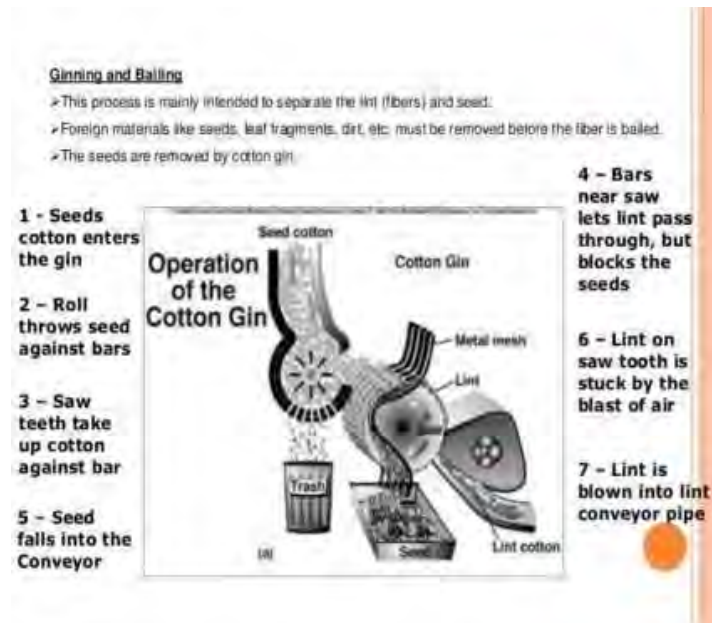 Ginning and Bailing
➢This process is mainly intended to separate the lint (fibers) and seed.
➢Foreign materials like seeds, leaf fragments, dirt, etc. must be removed before the fiber is bailed.
➢The seeds are removed by cotton gin.
1 - Seeds
cotton enters
the gin
2 – Roll
throws seed
against bars
3 – Saw
teeth take
up cotton
against bar
5 – Seed
falls into the
Conveyor
Seed cotton
Operation
of the
Cotton Gin
Cotton Gin
Metal mesh
Lint
Trash
Seed
Lint cotton
(a)
4 – Bars
near saw
lets lint pass
through, but
blocks the
seeds
6 – Lint on
saw tooth is
stuck by the
blast of air
7 – Lint is
blown into lint
conveyor pipe